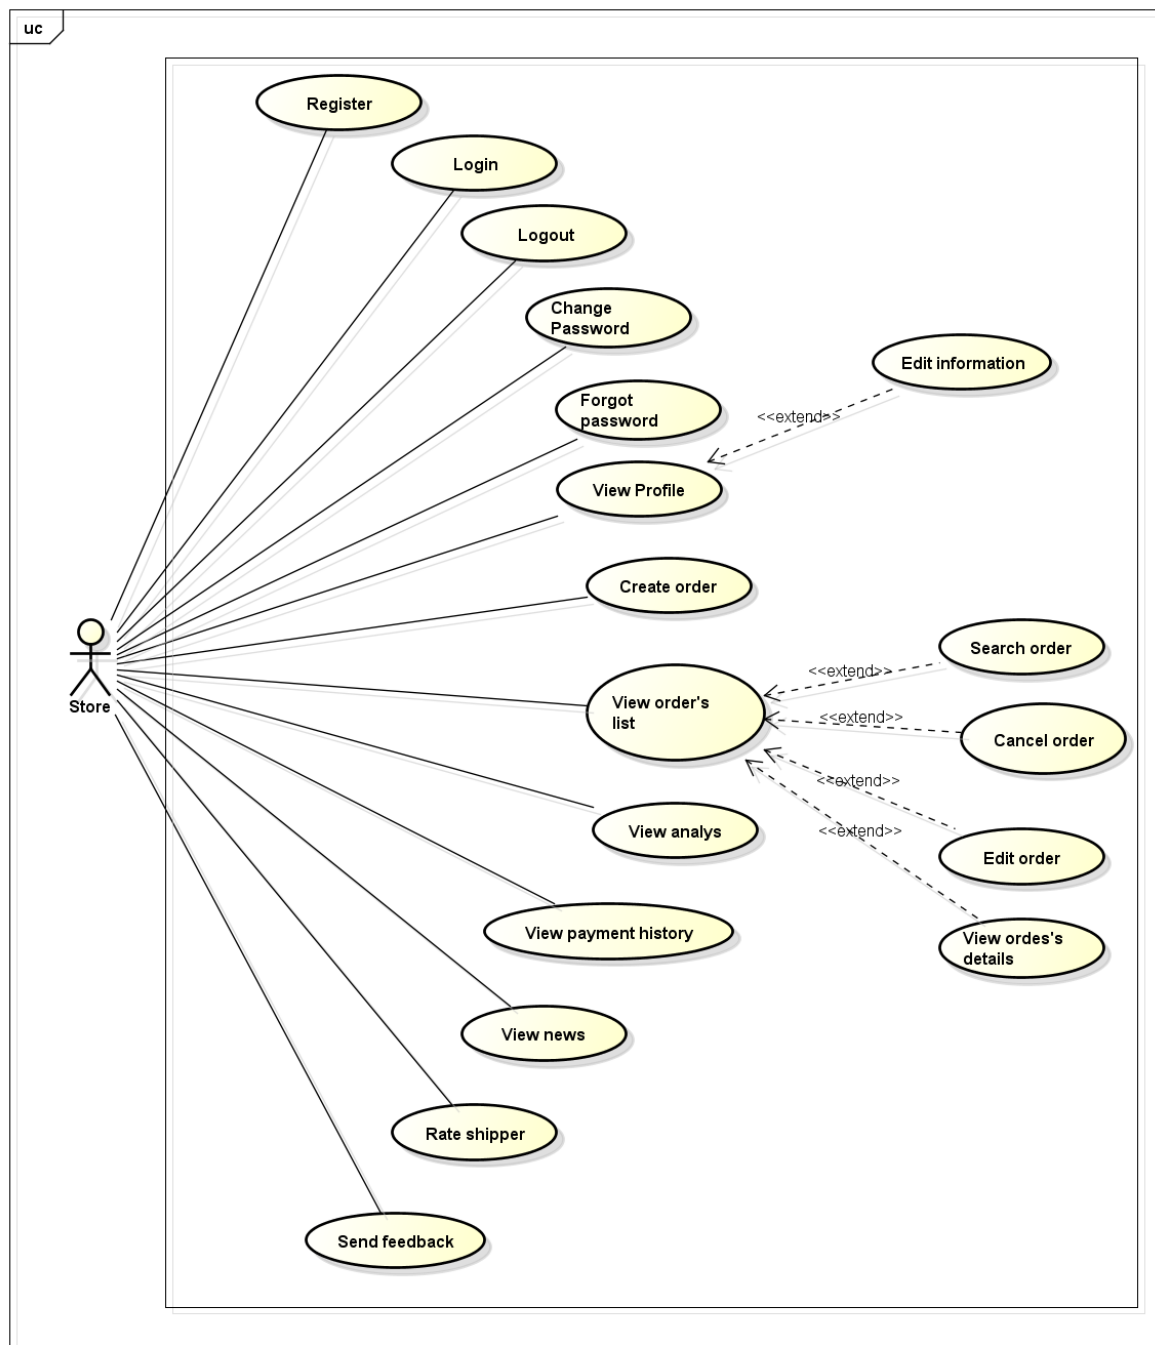 uc
Register
Login
Logout
Change
Password
Edit information
Forgot
password
<<extend>>
View Profile
Create order
Store
Search order
<<extend>>
View order's
list
<<extend>>
Cancel order
<<extend>>
View analys
<<extend>>
Edit order
View payment history
View ordes's
details
View news
Rate shipper
Send feedback